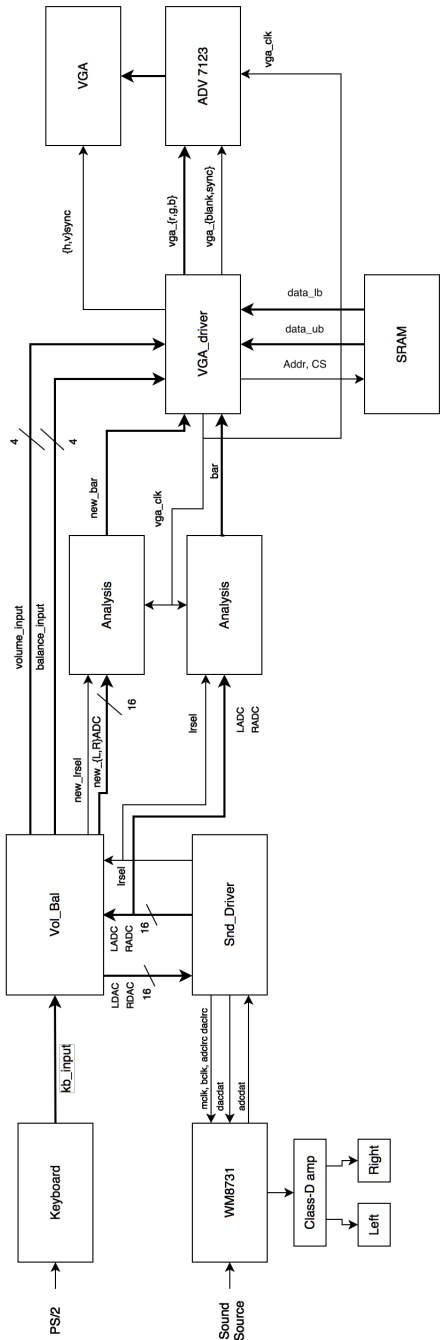 PS/2
Keyboard
kb_input
Vol_Bal
volume_input
balance_input
4
4
new_lrsel
new_{L,R}ADC
16
Analysis
new_bar
vga_clk
Analysis
bar
lrsel
LADC
RADC
lrsel
LADC
RADC
16
LDAC
RDAC
16
Snd_Driver
mclk, bclk, adclrc daclrc
dacdat
adcdat
WM8731
Sound
Source
Class-D amp
Left
Right
VGA_driver
{h,v}sync
vga_{r,g,b}
vga_{blank,sync}
VGA
ADV 7123
vga_clk
data_lb
data_ub
Addr, CS
SRAM